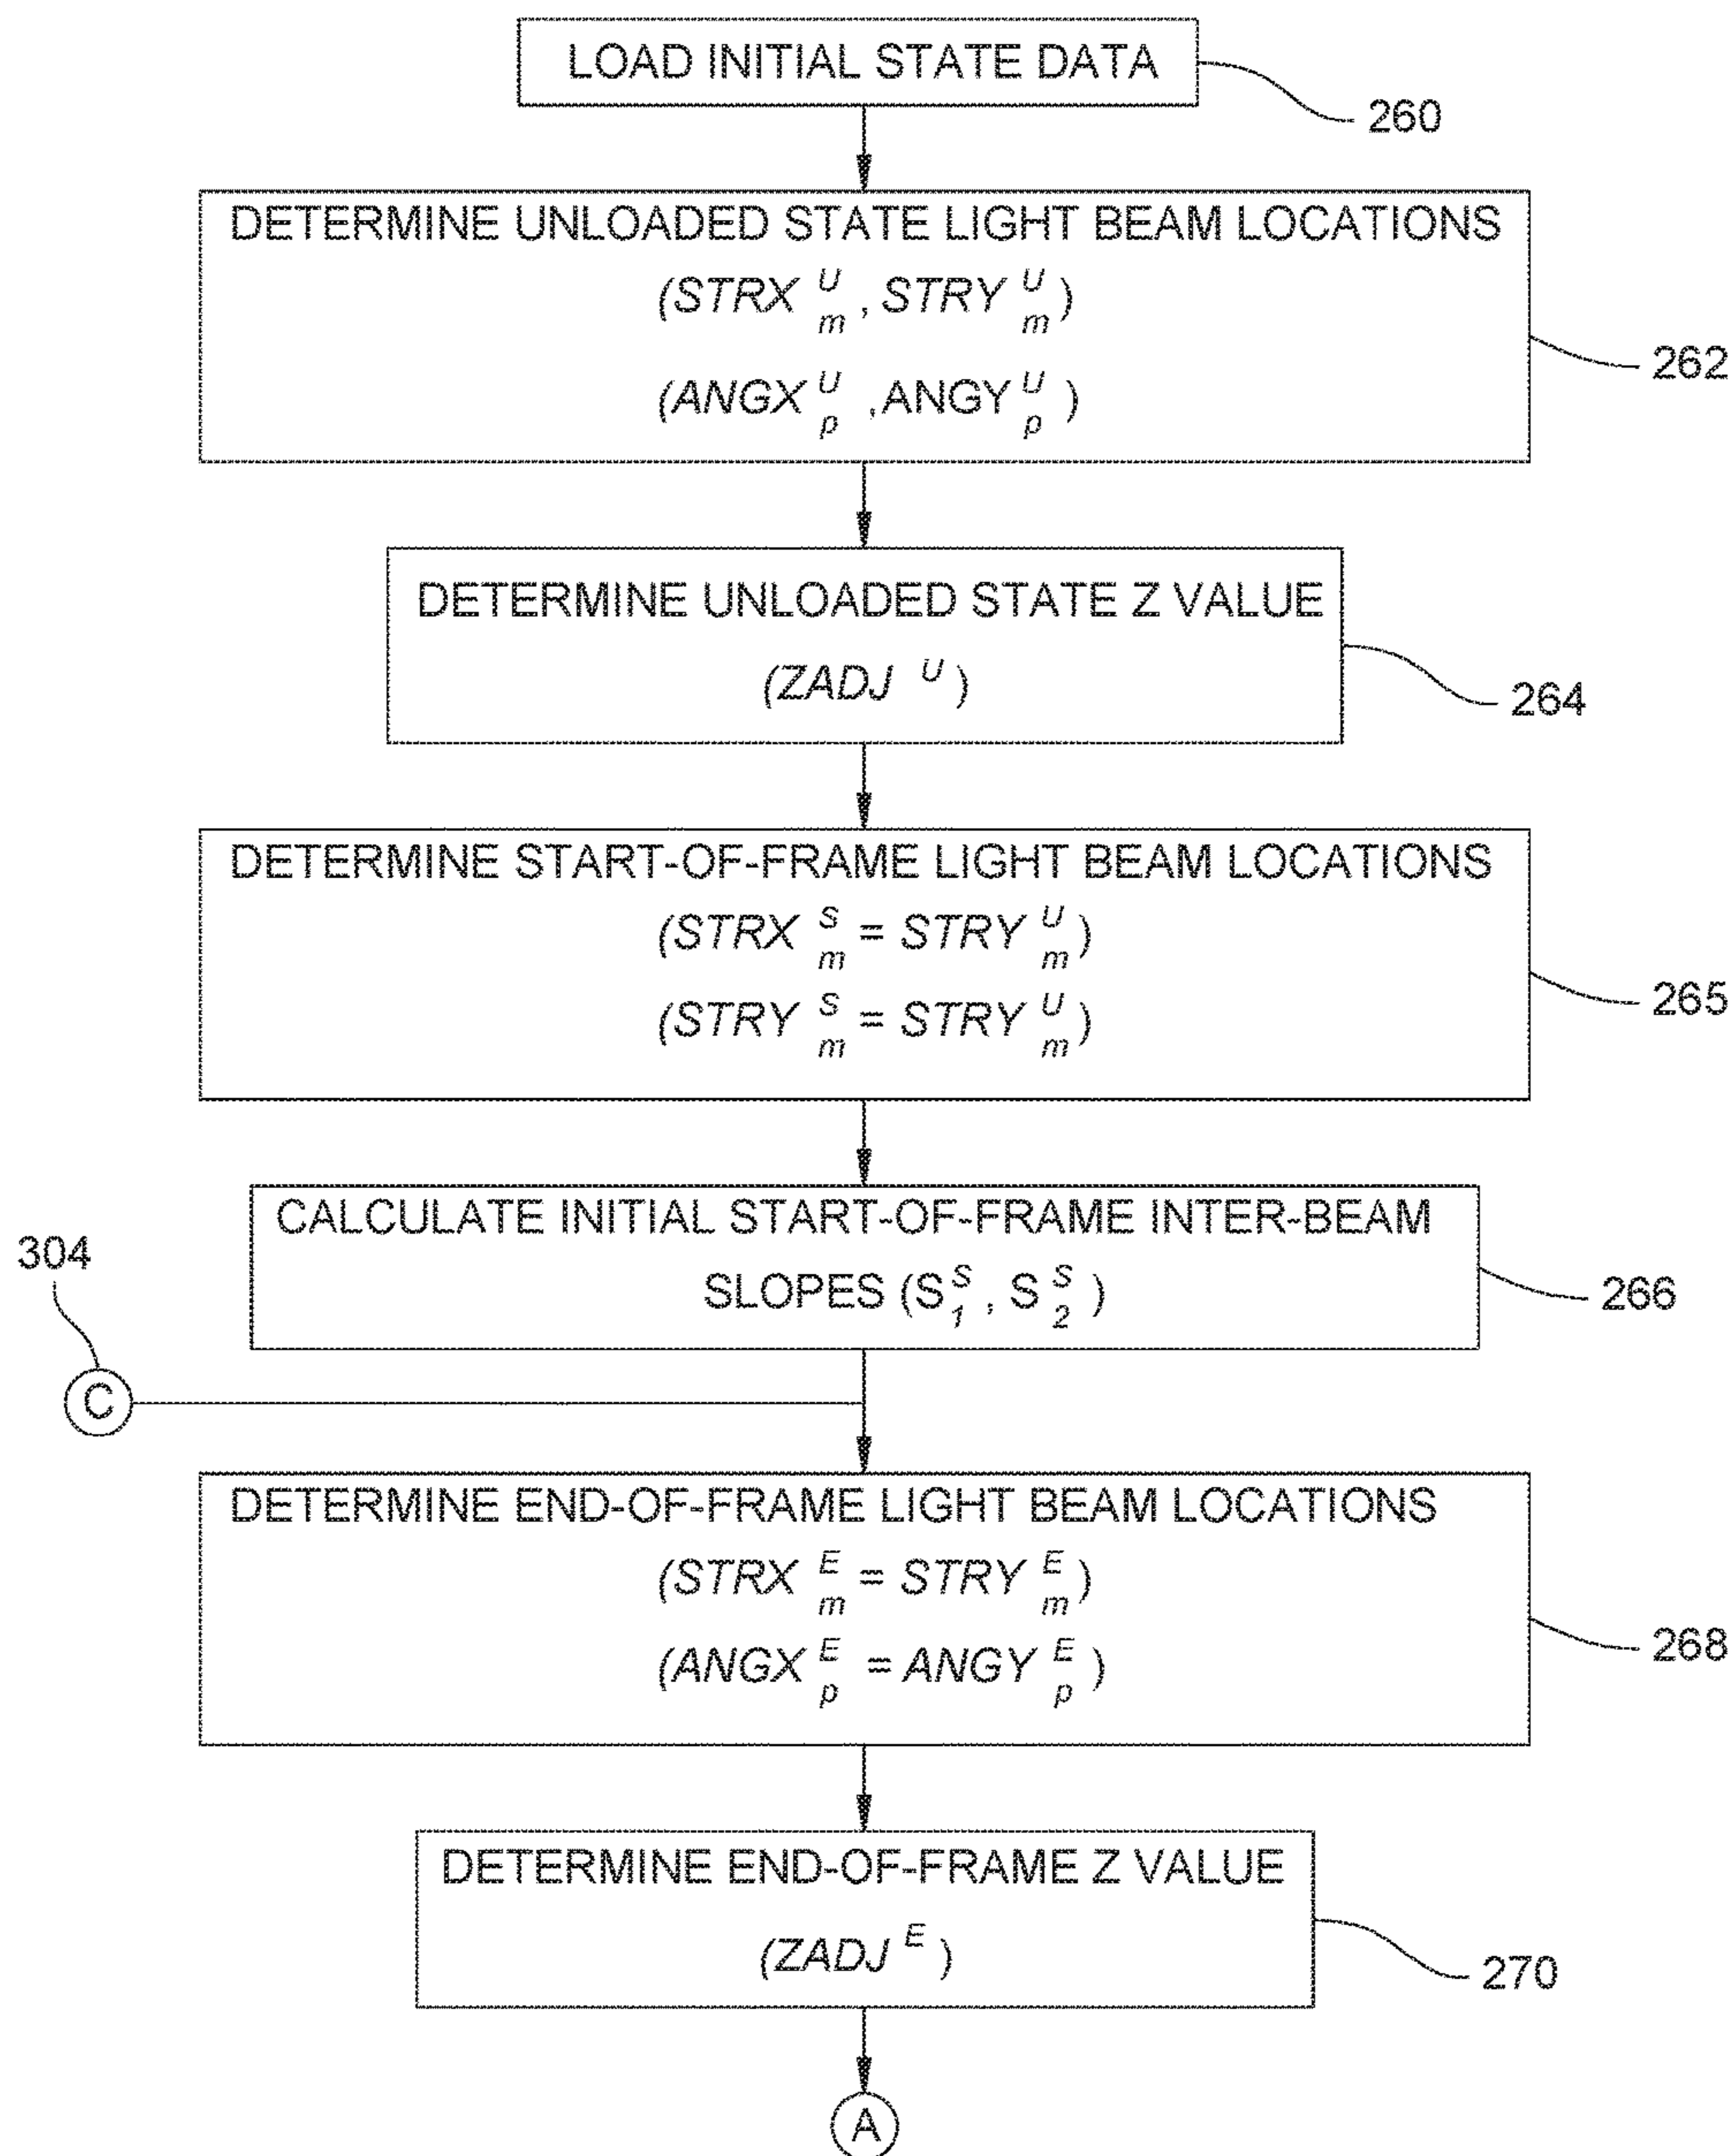 LOAD INITIAL STATE DATA
260
DETERMINE UNLOADED STATE LIGHT BEAM LOCATIONS
(STRX U m , STRY U m )
262
(ANGX U p , ANGY U p )
DETERMINE UNLOADED STATE Z VALUE
(ZADJ U )
264
DETERMINE START-OF-FRAME LIGHT BEAM LOCATIONS
(STRX S m = STRY U m )
265
(STRY S m = STRY U m )
CALCULATE INITIAL START-OF-FRAME INTER-BEAM
SLOPES (S S 1 , S S 2 )
266
304
C
DETERMINE END-OF-FRAME LIGHT BEAM LOCATIONS
(STRX E m = STRY E m )
(ANGX E p = ANGY E p )
268
DETERMINE END-OF-FRAME Z VALUE
(ZADJ E )
270
A